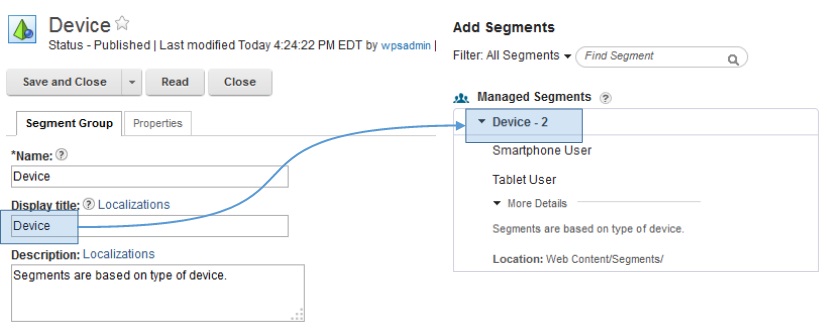 Device
Status - Published | Last modified Today 4:24:22 PM EDT by wpsadmin |
Save and Close
Read
Close
Segment Group
Properties
*Name: ?
Device
Display title: ? Localizations
Device
Description: Localizations
Segments are based on type of device.
Add Segments
Filter: All Segments
Find Segment
Managed Segments ?
Device - 2
Smartphone User
Tablet User
More Details
Segments are based on type of device.
Location: Web Content/Segments/